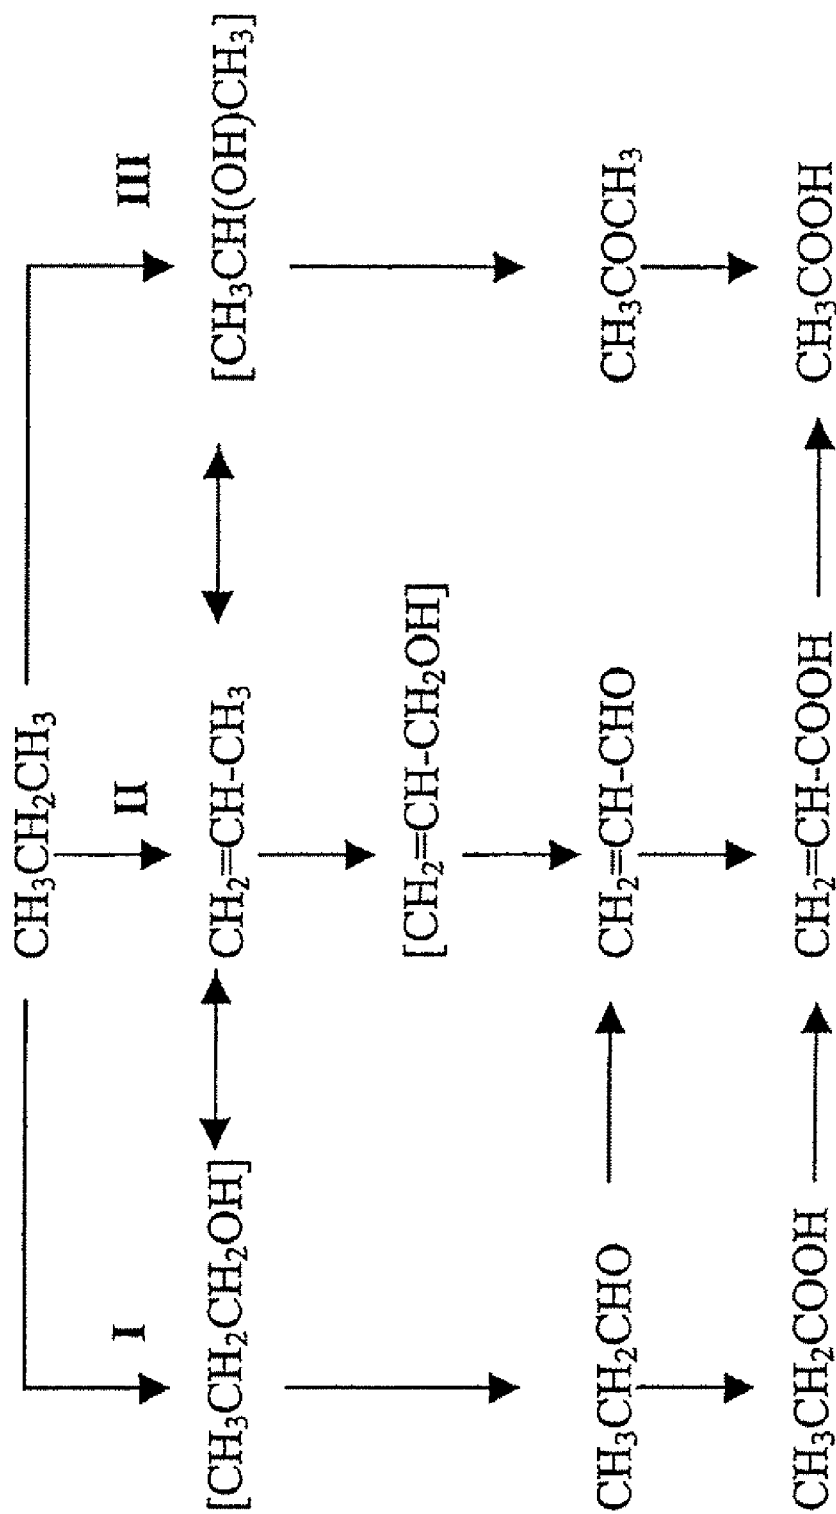 CH₃CH₂CH₃
I
II
III
[CH₃CH₂CH₂OH]
CH₂=CH-CH₃
[CH₃CH(OH)CH₃]
[CH₂=CH-CH₂OH]
CH₃CH₂CHO
CH₂=CH-CHO
CH₃COCH₃
CH₃CH₂COOH
CH₂=CH-COOH
CH₃COOH